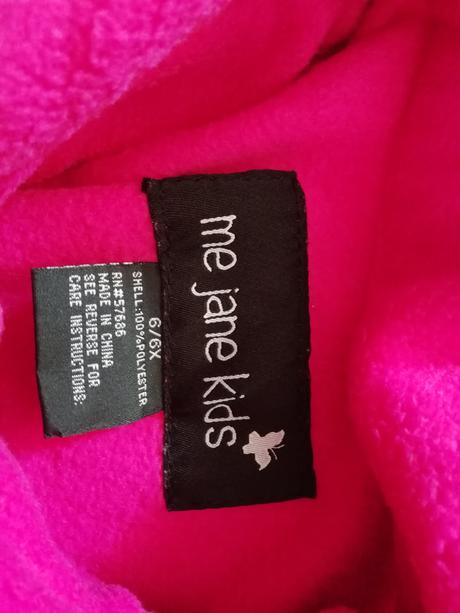 me jane kids
6/6X
SHELL:100%POLYESTER
RN#57686
MADE IN CHINA
SEE REVERSE FOR
CARE INSTRUCTIONS: